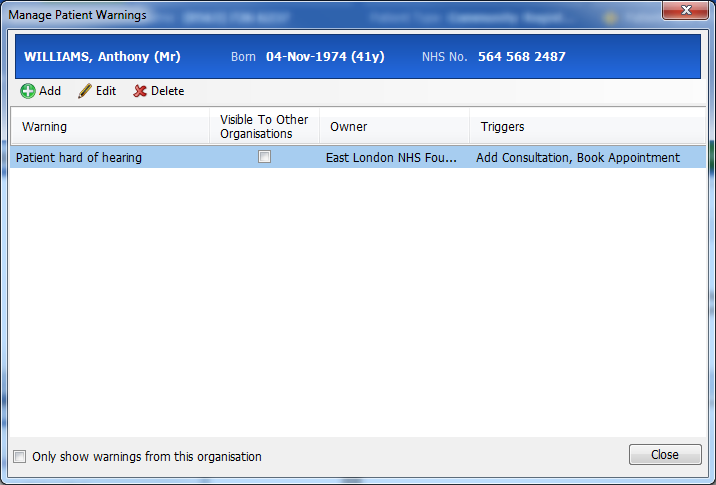 Manage Patient Warnings
WILLIAMS, Anthony (Mr) Born 04-Nov-1974 (41y) NHS No. 564 568 2487
Add Edit Delete
Warning Visible To Other Organisations Owner Triggers
Patient hard of hearing East London NHS Fou... Add Consultation, Book Appointment
Only show warnings from this organisation Close